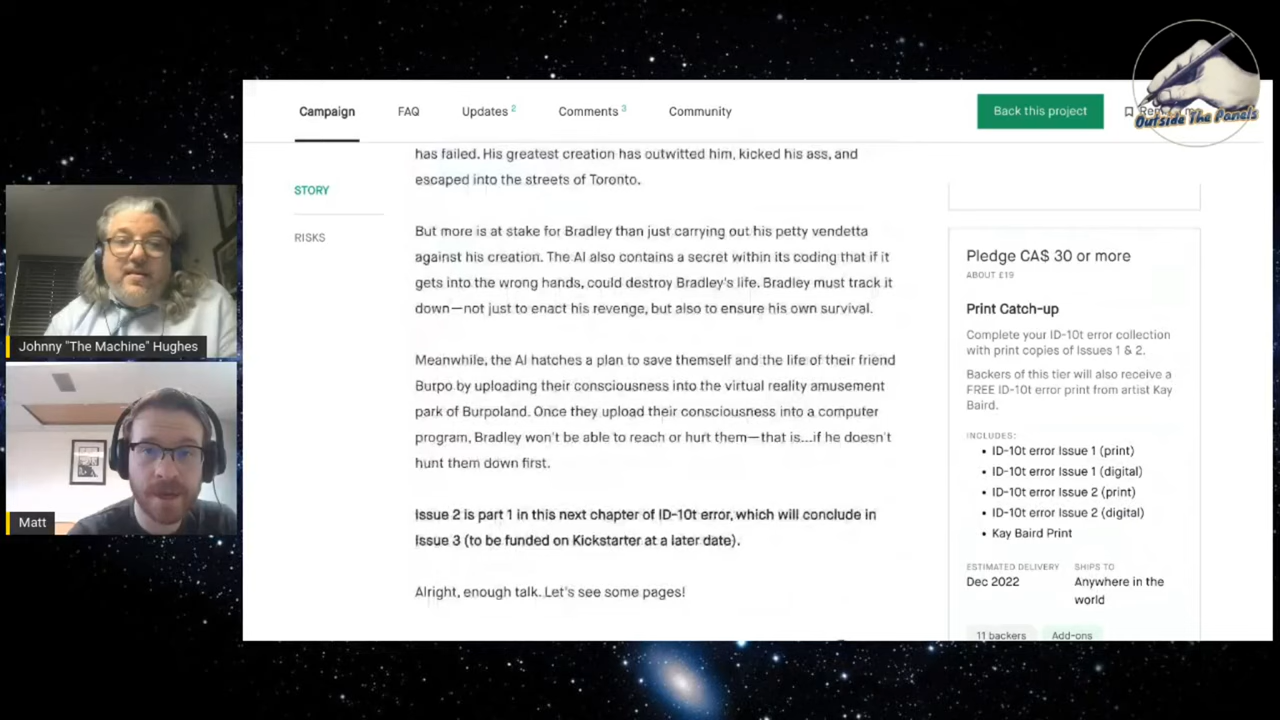 Campaign
FAQ
Updates 2
Comments 3
Community
Back this project
Outside The Panels
STORY
RISKS
has failed. His greatest creation has outwitted him, kicked his ass, and
escaped into the streets of Toronto.
But more is at stake for Bradley than just carrying out his petty vendetta
against his creation. The AI also contains a secret within its coding that if it
gets into the wrong hands, could destroy Bradley's life. Bradley must track it
down—not just to enact his revenge, but also to ensure his own survival.
Meanwhile, the AI hatches a plan to save themself and the life of their friend
Burpo by uploading their consciousness into the virtual reality amusement
park of Burpoland. Once they upload their consciousness into a computer
program, Bradley won't be able to reach or hurt them—that is...if he doesn't
hunt them down first.
Issue 2 is part 1 in this next chapter of ID-10t error, which will conclude in
Issue 3 (to be funded on Kickstarter at a later date).
Alright, enough talk. Let's see some pages!
Pledge CA$ 30 or more
ABOUT £19
Print Catch-up
Complete your ID-10t error collection
with print copies of Issues 1 & 2.
Backers of this tier will also receive a
FREE ID-10t error print from artist Kay
Baird.
INCLUDES:
• ID-10t error Issue 1 (print)
• ID-10t error Issue 1 (digital)
• ID-10t error Issue 2 (print)
• ID-10t error Issue 2 (digital)
• Kay Baird Print
ESTIMATED DELIVERY
Dec 2022
SHIPS TO
Anywhere in the
world
11 backers
Add-ons
Johnny "The Machine" Hughes
Matt